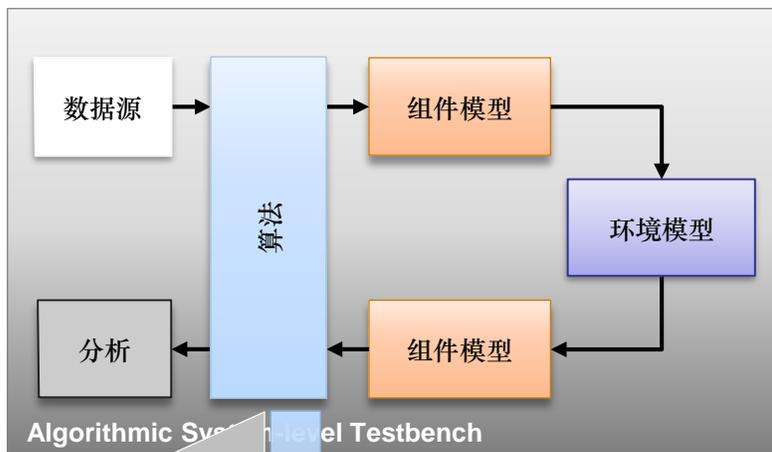 数据源
组件模型
算法
环境模型
分析
组件模型
Algorithmic Sys -level Testbench